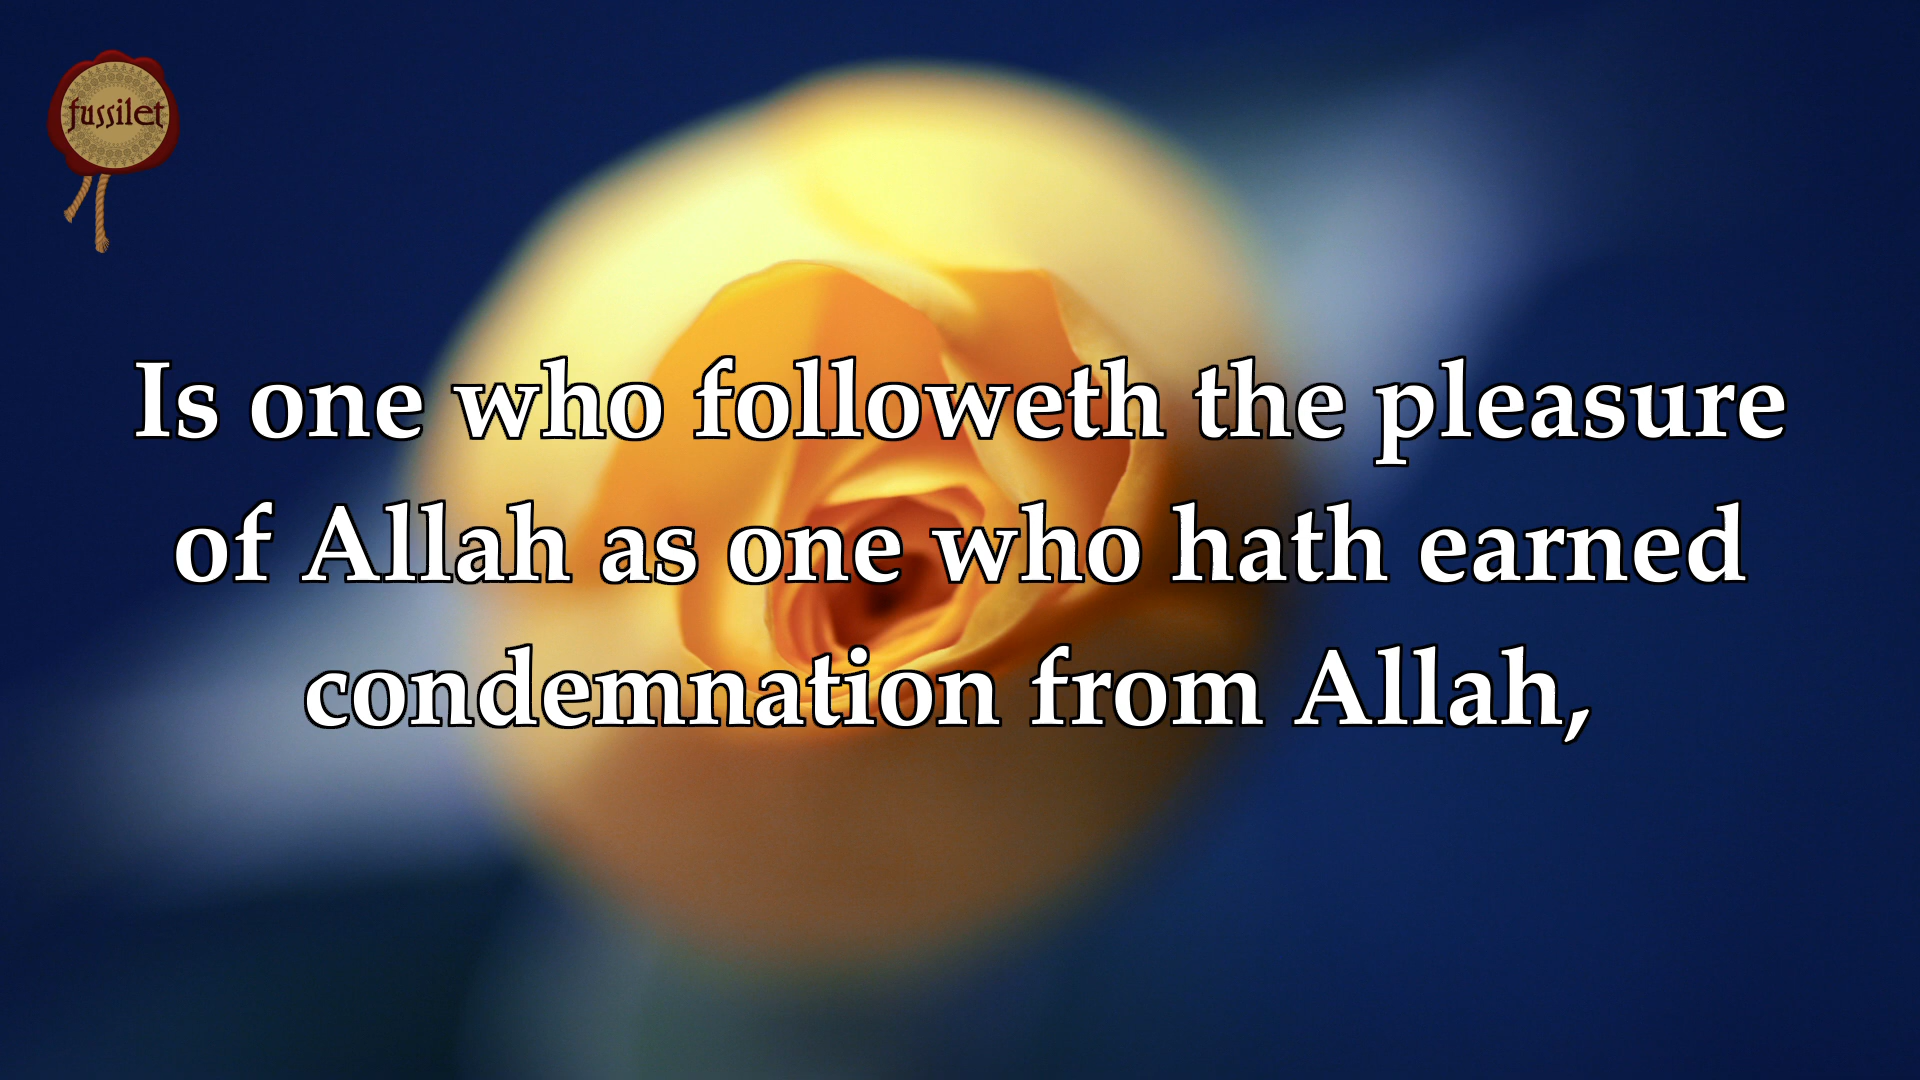 fussilet
Is one who followeth the pleasure
of Allah as one who hath earned
condemnation from Allah,